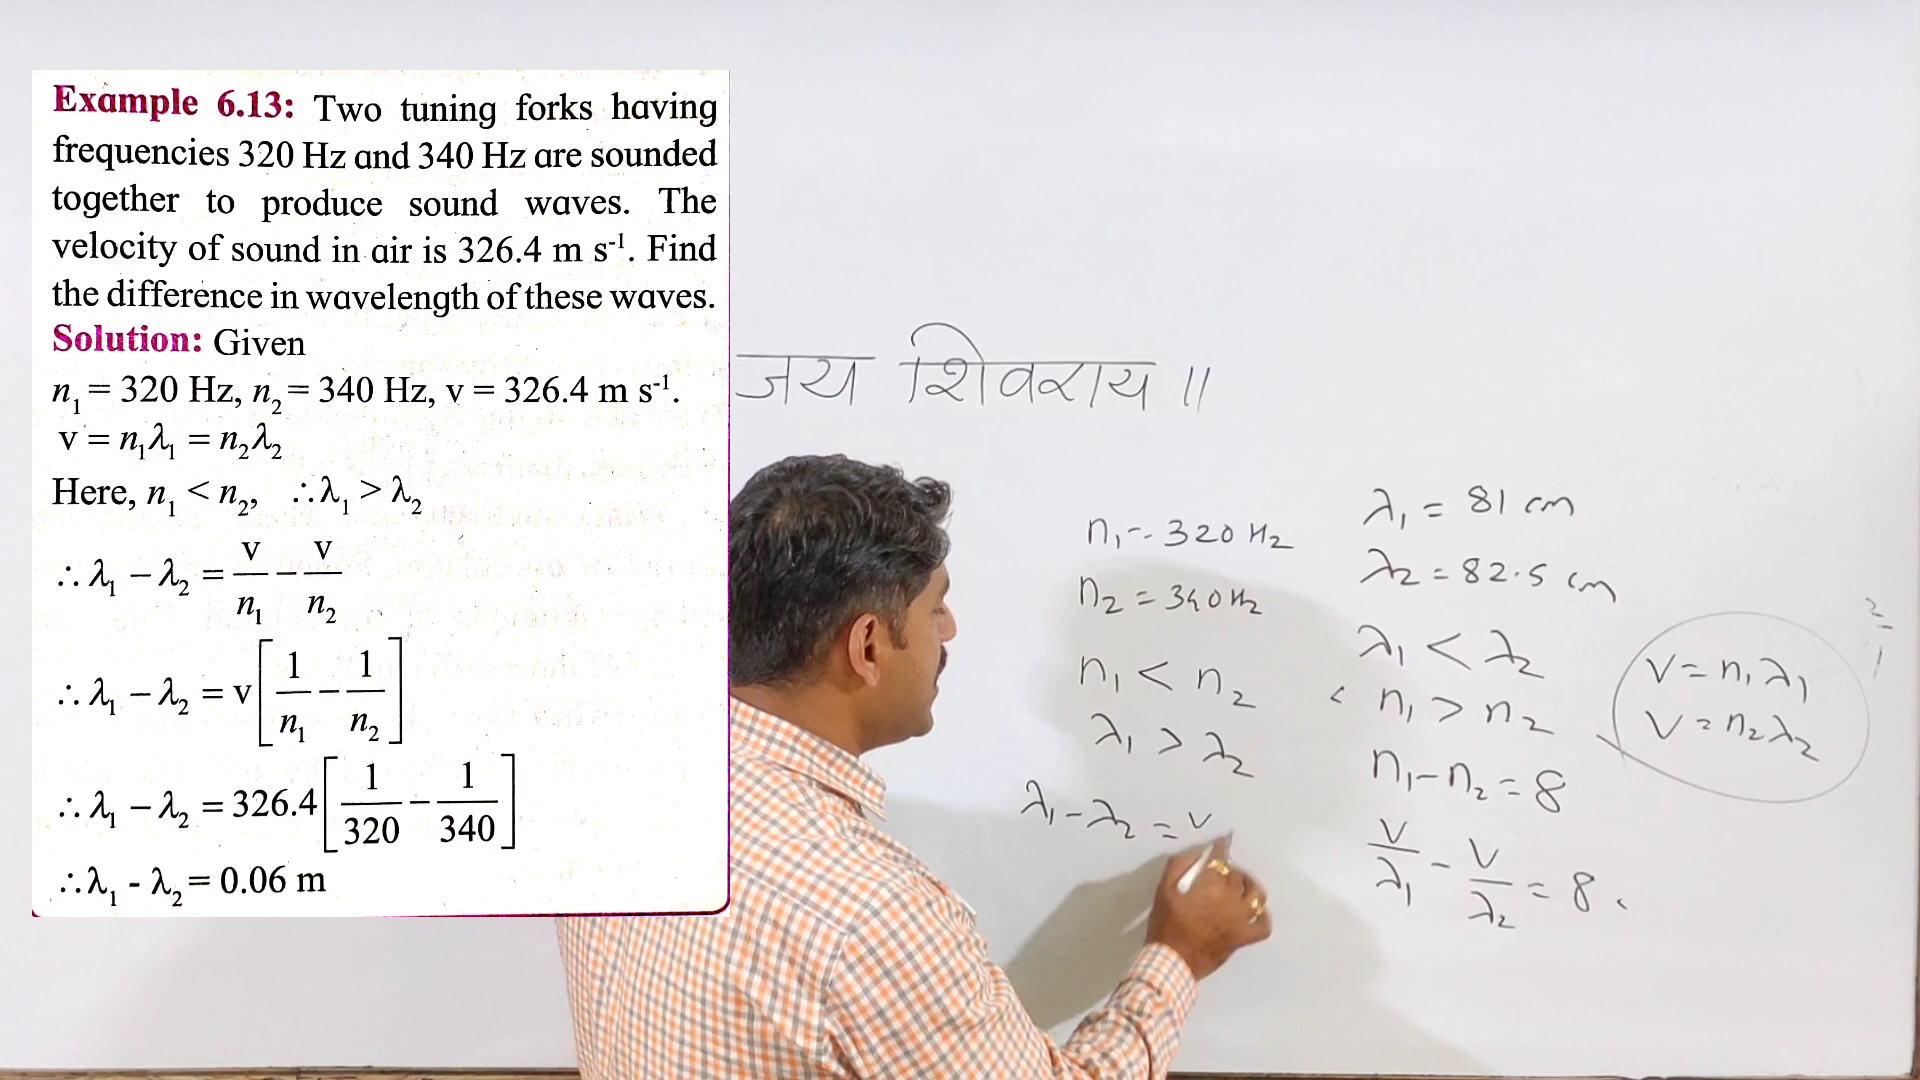 Example 6.13: Two tuning forks having
frequencies 320 Hz and 340 Hz are sounded
together to produce sound waves. The
velocity of sound in air is 326.4 m s⁻¹. Find
the difference in wavelength of these waves.
Solution: Given
n₁ = 320 Hz, n₂ = 340 Hz, v = 326.4 m s⁻¹.
v = n₁λ₁ = n₂λ₂
Here, n₁ < n₂, ∴λ₁ > λ₂
∴ λ₁ – λ₂ = v/n₁ – v/n₂
∴ λ₁ – λ₂ = v[1/n₁ – 1/n₂]
∴ λ₁ – λ₂ = 326.4[1/320 – 1/340]
∴λ₁ - λ₂ = 0.06 m
जय शिवराय ॥
n₁ = 320 Hz
n₂ = 340 Hz
n₁ < n₂
λ₁ > λ₂
λ₁ – λ₂ = v
λ₁ = 81 cm
λ₂ = 82.5 cm
λ₁ < λ₂
n₁ > n₂
n₁ – n₂ = 8
v/λ₁ – v/λ₂ = 8
v = n₁λ₁
v = n₂λ₂